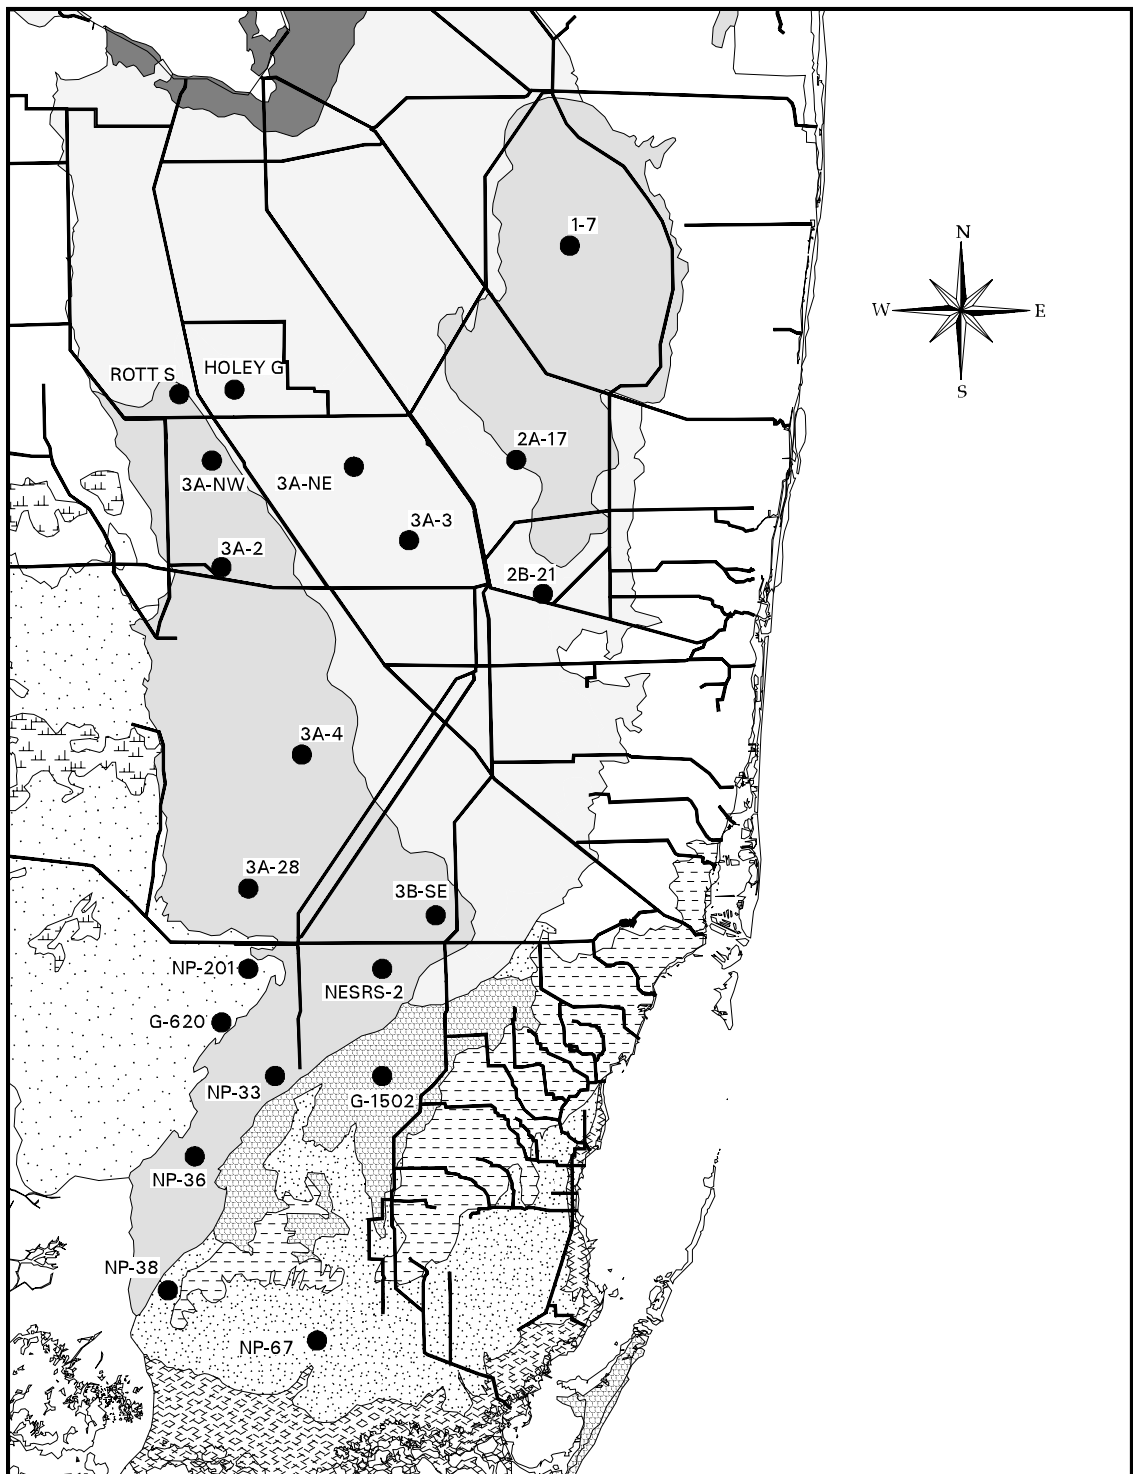 1-7
N
W
E
S
ROTT S
HOLEY G
2A-17
3A-NW
3A-NE
3A-3
3A-2
2B-21
3A-4
3A-28
3B-SE
NP-201
NESRS-2
G-620
NP-33
G-1502
NP-36
NP-38
NP-67